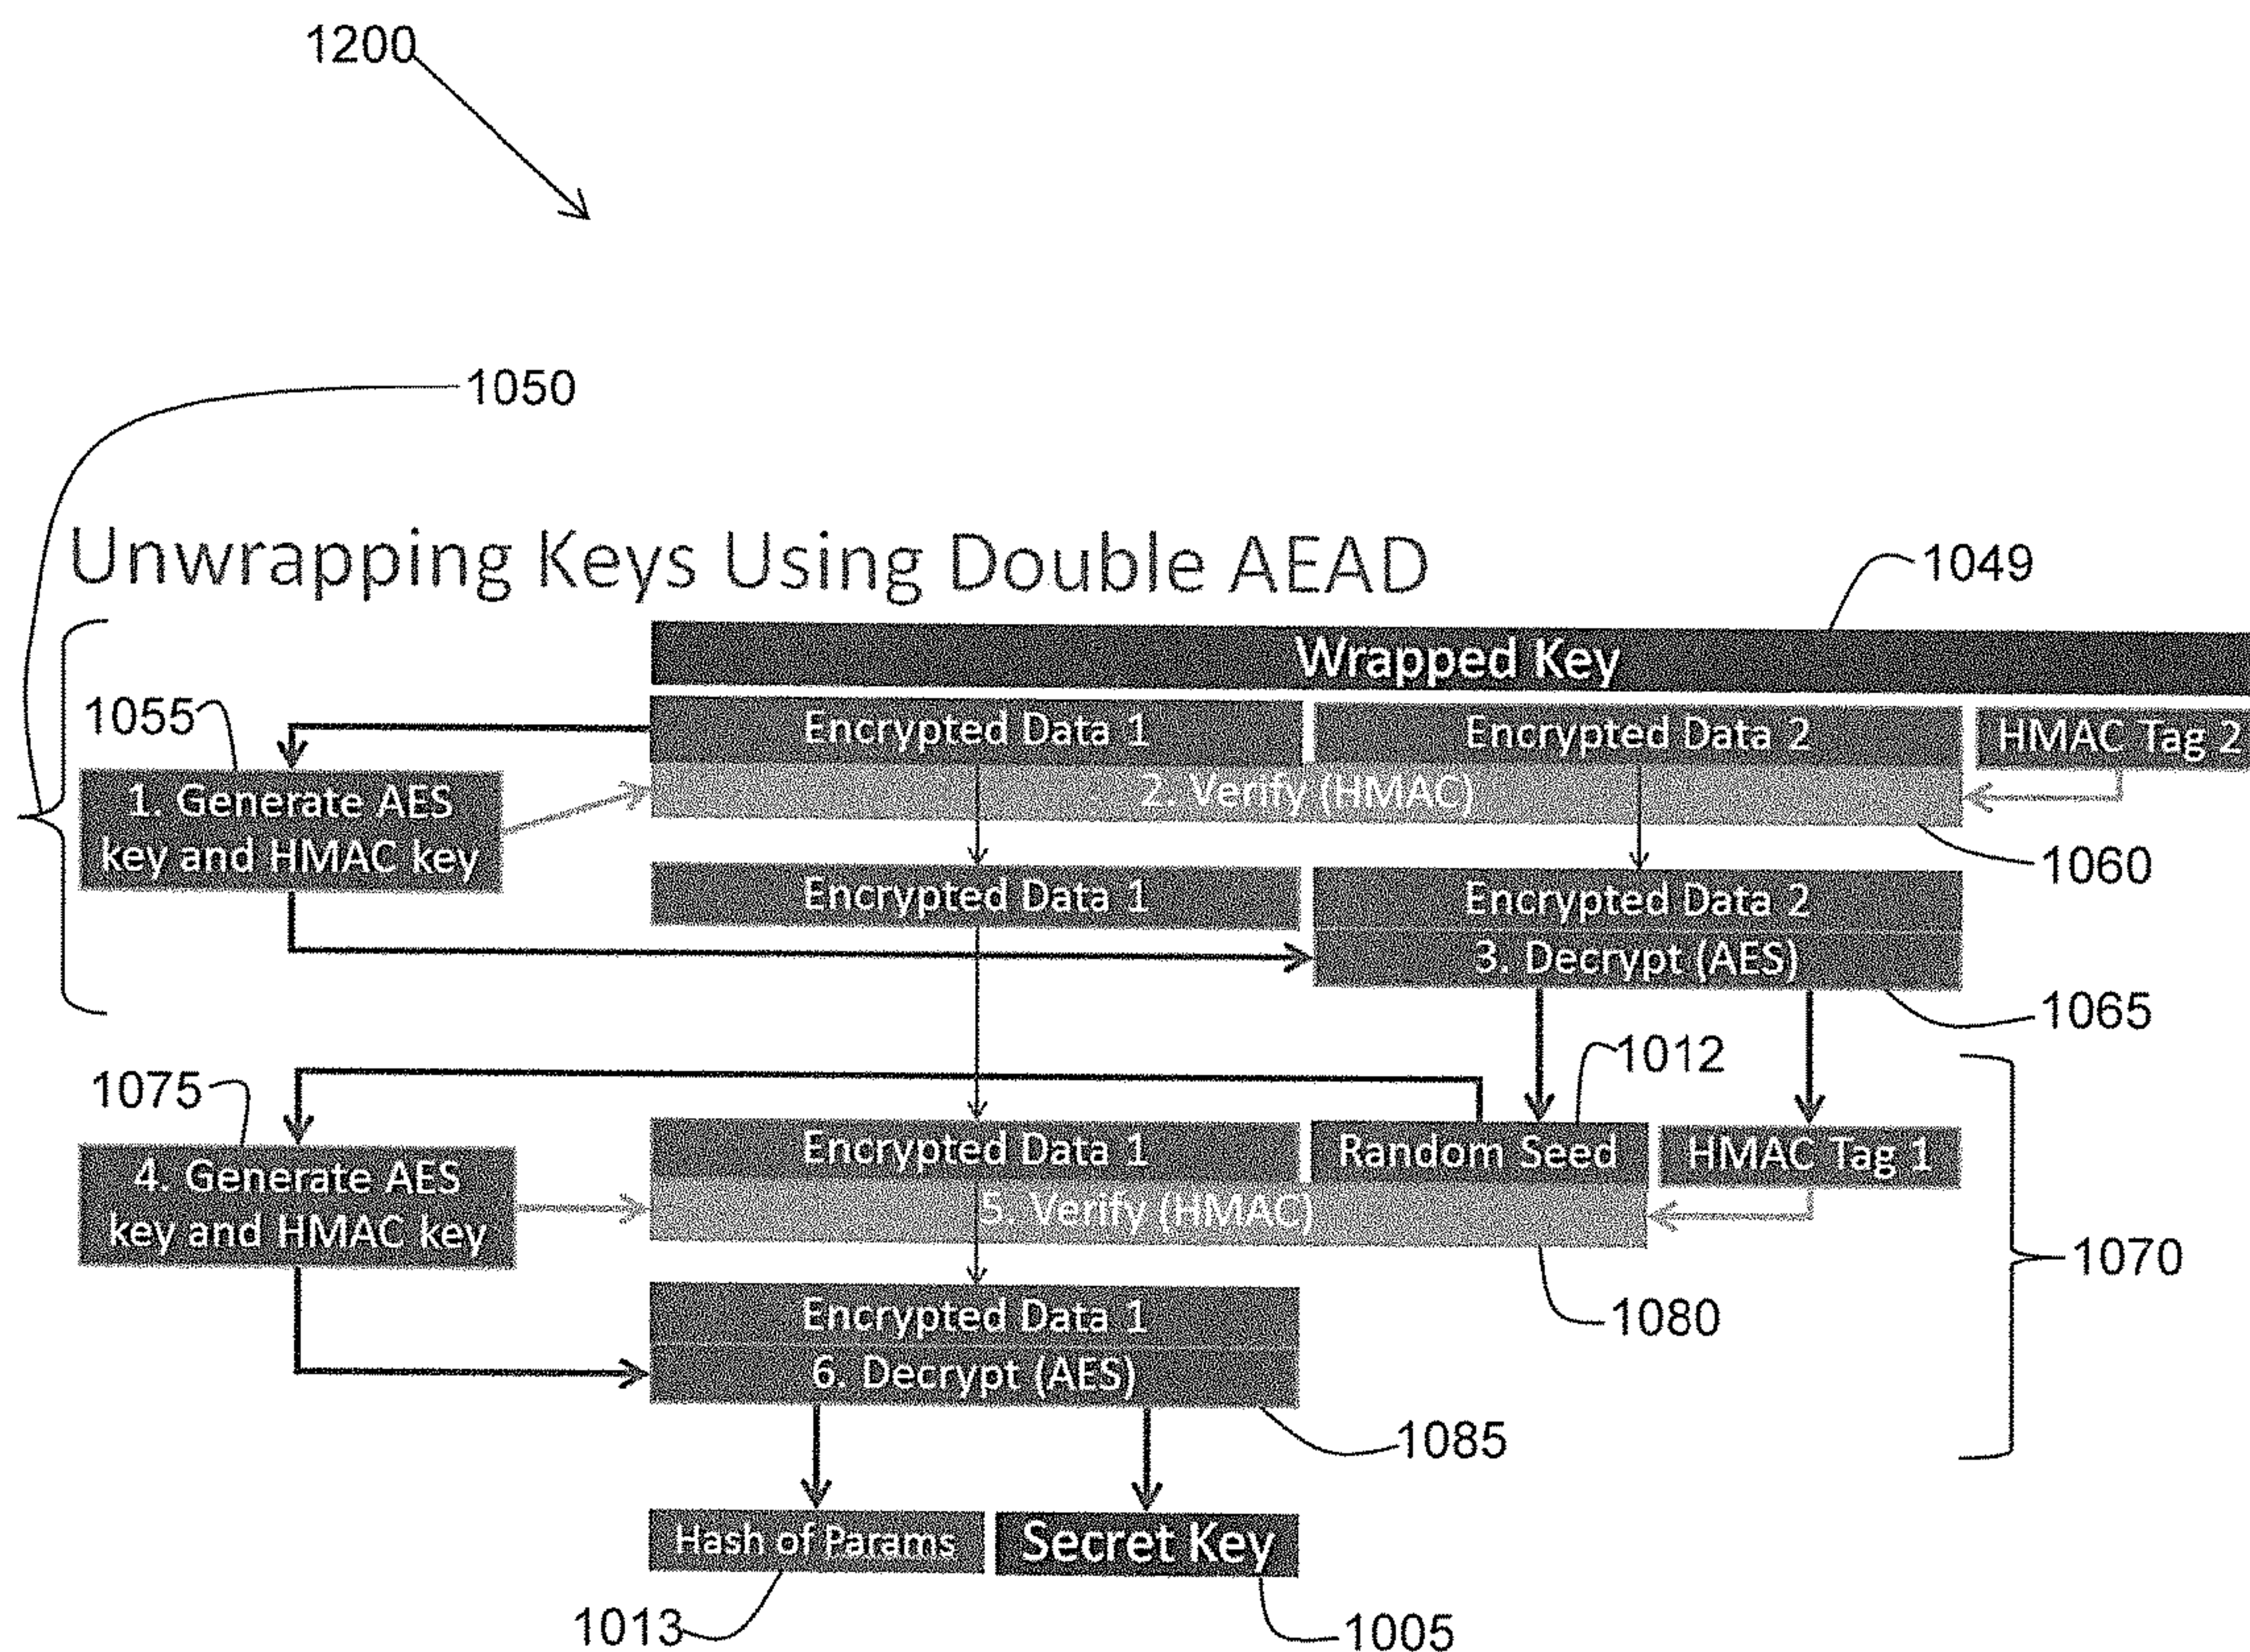 1200
1050
Unwrapping Keys Using Double AEAD
1049
Wrapped Key
1055
Encrypted Data 1
Encrypted Data 2
HMAC Tag 2
1. Generate AES
key and HMAC key
2. Verify (HMAC)
1060
Encrypted Data 1
Encrypted Data 2
3. Decrypt (AES)
1065
1012
1075
Encrypted Data 1
Random Seed
HMAC Tag 1
4. Generate AES
key and HMAC key
5. Verify (HMAC)
1070
1080
Encrypted Data 1
6. Decrypt (AES)
1085
Hash of Params
Secret Key
1013
1005